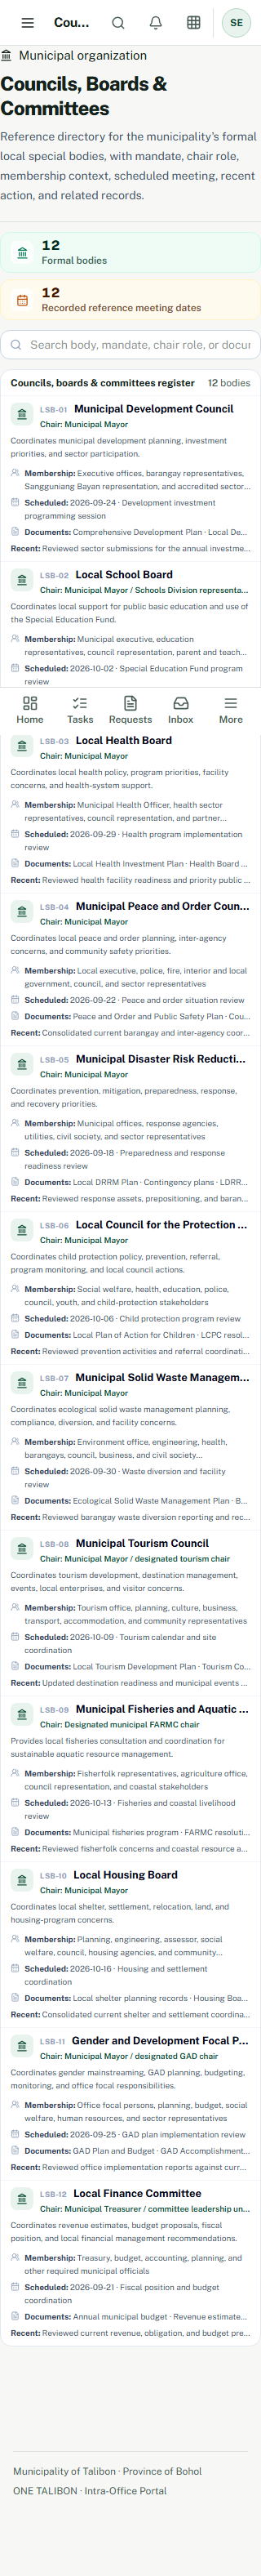 Cou...
SE
Municipal organization
Councils, Boards &
Committees
Reference directory for the municipality's formal
local special bodies, with mandate, chair role,
membership context, scheduled meeting, recent
action, and related records.
12
Formal bodies
12
Recorded reference meeting dates
Search body, mandate, chair role, or docur
Councils, boards & committees register 12 bodies
LSB-01 Municipal Development Council
Chair: Municipal Mayor
Coordinates municipal development planning, investment
priorities, and sector participation.
Membership: Executive offices, barangay representatives,
Sangguniang Bayan representation, and accredited sector...
Scheduled: 2026-09-24 · Development investment
programming session
Documents: Comprehensive Development Plan · Local De...
Recent: Reviewed sector submissions for the annual investme...
LSB-02 Local School Board
Chair: Municipal Mayor / Schools Division representa...
Coordinates local support for public basic education and use of
the Special Education Fund.
Membership: Municipal executive, education
representatives, council representation, parent and teach...
Scheduled: 2026-10-02 · Special Education Fund program
review
Home Tasks Requests Inbox More
LSB-03 Local Health Board
Chair: Municipal Mayor
Coordinates local health policy, program priorities, facility
concerns, and health-system support.
Membership: Municipal Health Officer, health sector
representatives, council representation, and partner...
Scheduled: 2026-09-29 · Health program implementation
review
Documents: Local Health Investment Plan · Health Board ...
Recent: Reviewed health facility readiness and priority public ...
LSB-04 Municipal Peace and Order Coun...
Chair: Municipal Mayor
Coordinates local peace and order planning, inter-agency
concerns, and community safety priorities.
Membership: Local executive, police, fire, interior and local
government, council, and sector representatives
Scheduled: 2026-09-22 · Peace and order situation review
Documents: Peace and Order and Public Safety Plan · Cou...
Recent: Consolidated current barangay and inter-agency coor...
LSB-05 Municipal Disaster Risk Reducti...
Chair: Municipal Mayor
Coordinates prevention, mitigation, preparedness, response,
and recovery priorities.
Membership: Municipal offices, response agencies,
utilities, civil society, and sector representatives
Scheduled: 2026-09-18 · Preparedness and response
readiness review
Documents: Local DRRM Plan · Contingency plans · LDRR...
Recent: Reviewed response assets, prepositioning, and baran...
LSB-06 Local Council for the Protection ...
Chair: Municipal Mayor
Coordinates child protection policy, prevention, referral,
program monitoring, and local council actions.
Membership: Social welfare, health, education, police,
council, youth, and child-protection stakeholders
Scheduled: 2026-10-06 · Child protection program review
Documents: Local Plan of Action for Children · LCPC resol...
Recent: Reviewed prevention activities and referral coordinati...
LSB-07 Municipal Solid Waste Managem...
Chair: Municipal Mayor
Coordinates ecological solid waste management planning,
compliance, diversion, and facility concerns.
Membership: Environment office, engineering, health,
barangays, council, business, and civil society...
Scheduled: 2026-09-30 · Waste diversion and facility
review
Documents: Ecological Solid Waste Management Plan · B...
Recent: Reviewed barangay waste diversion reporting and rec...
LSB-08 Municipal Tourism Council
Chair: Municipal Mayor / designated tourism chair
Coordinates tourism development, destination management,
events, local enterprises, and visitor concerns.
Membership: Tourism office, planning, culture, business,
transport, accommodation, and community representatives
Scheduled: 2026-10-09 · Tourism calendar and site
coordination
Documents: Local Tourism Development Plan · Tourism Co...
Recent: Updated destination readiness and municipal events ...
LSB-09 Municipal Fisheries and Aquatic ...
Chair: Designated municipal FARMC chair
Provides local fisheries consultation and coordination for
sustainable aquatic resource management.
Membership: Fisherfolk representatives, agriculture office,
council representation, and coastal stakeholders
Scheduled: 2026-10-13 · Fisheries and coastal livelihood
review
Documents: Municipal fisheries program · FARMC resoluti...
Recent: Reviewed fisherfolk concerns and coastal resource a...
LSB-10 Local Housing Board
Chair: Municipal Mayor
Coordinates local shelter, settlement, relocation, land, and
housing-program concerns.
Membership: Planning, engineering, assessor, social
welfare, council, housing agencies, and community...
Scheduled: 2026-10-16 · Housing and settlement
coordination
Documents: Local shelter planning records · Housing Boa...
Recent: Consolidated current shelter and settlement coordina...
LSB-11 Gender and Development Focal P...
Chair: Municipal Mayor / designated GAD chair
Coordinates gender mainstreaming, GAD planning, budgeting,
monitoring, and office focal responsibilities.
Membership: Office focal persons, planning, budget, social
welfare, human resources, and sector representatives
Scheduled: 2026-09-25 · GAD plan implementation review
Documents: GAD Plan and Budget · GAD Accomplishment...
Recent: Reviewed office implementation reports against curr...
LSB-12 Local Finance Committee
Chair: Municipal Treasurer / committee leadership un...
Coordinates revenue estimates, budget proposals, fiscal
position, and local financial management recommendations.
Membership: Treasury, budget, accounting, planning, and
other required municipal officials
Scheduled: 2026-09-21 · Fiscal position and budget
coordination
Documents: Annual municipal budget · Revenue estimate...
Recent: Reviewed current revenue, obligation, and budget pre...
Municipality of Talibon · Province of Bohol
ONE TALIBON · Intra-Office Portal